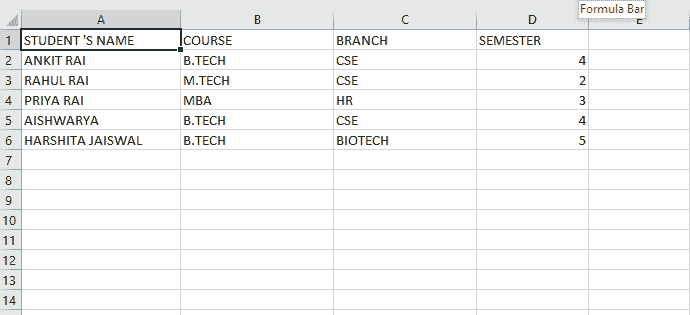 Formula Bar
A B C D E
1 STUDENT 'S NAME COURSE BRANCH SEMESTER
2 ANKIT RAI B.TECH CSE 4
3 RAHUL RAI M.TECH CSE 2
4 PRIYA RAI MBA HR 3
5 AISHWARYA B.TECH CSE 4
6 HARSHITA JAISWAL B.TECH BIOTECH 5
7
8
9
10
11
12
13
14